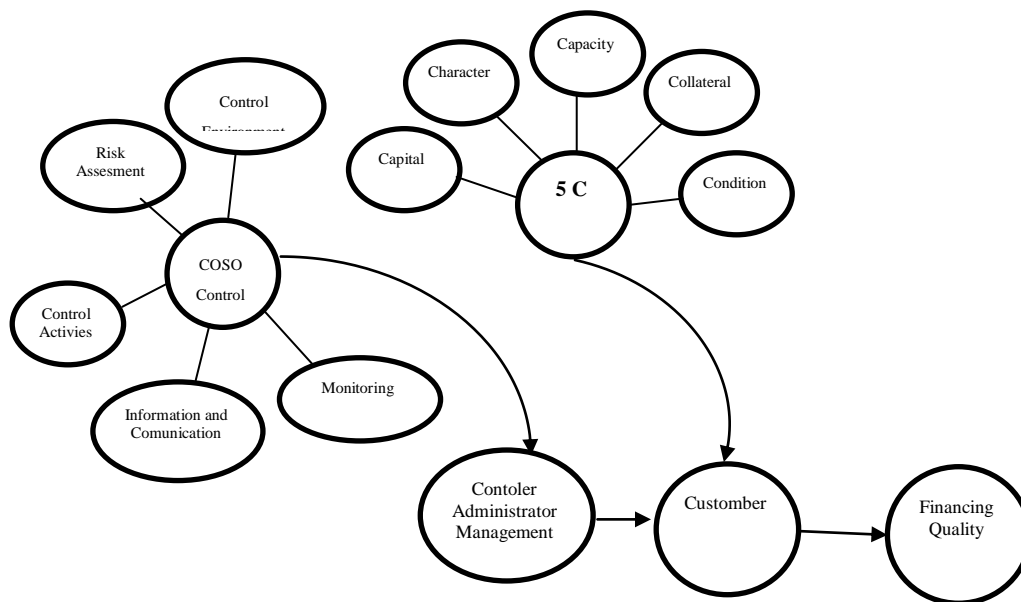 Capacity
Character
Collateral
Control
Environment
Risk
Assesment
Capital
5 C
Condition
COSO
Control
Control
Activies
Monitoring
Information and
Comunication
Contoler
Administrator
Management
Customber
Financing
Quality